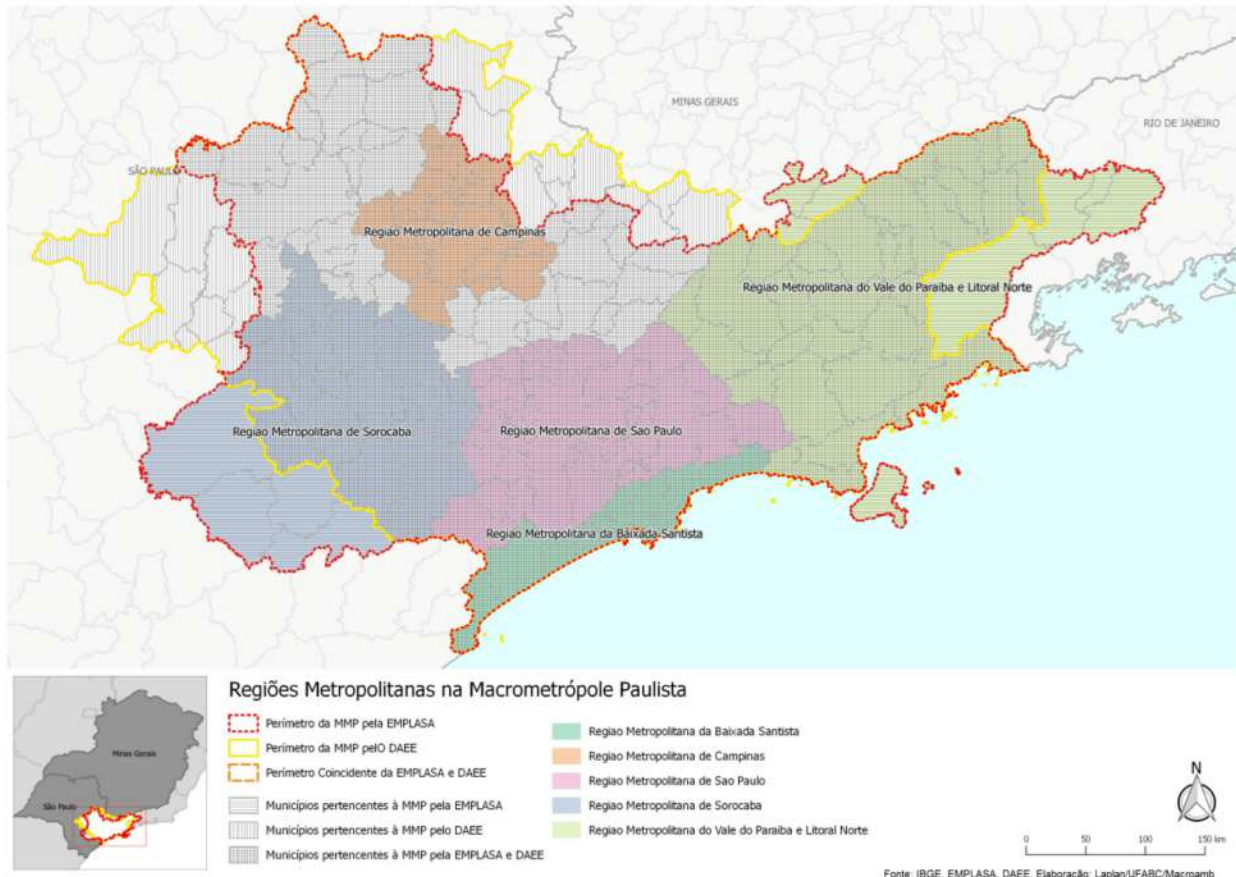 MINAS GERAIS
RIO DE JANEIRO
SÃO PAULO
Regiao Metropolitana de Campinas
Regiao Metropolitana do Vale do Paraiba e Litoral Norte
Regiao Metropolitana de Sorocaba
Regiao Metropolitana de Sao Paulo
Regiao Metropolitana da Baixada Santista
Regiões Metropolitanas na Macrometrópole Paulista
Perímetro da MMP pela EMPLASA
Perímetro da MMP pelO DAEE
Perímetro Coincidente da EMPLASA e DAEE
Municípios pertencentes à MMP pela EMPLASA
Municípios pertencentes à MMP pelo DAEE
Municípios pertencentes à MMP pela EMPLASA e DAEE
Regiao Metropolitana da Baixada Santista
Regiao Metropolitana de Campinas
Regiao Metropolitana de Sao Paulo
Regiao Metropolitana de Sorocaba
Regiao Metropolitana do Vale do Paraiba e Litoral Norte
Minas Gerais
São Paulo
N
0 50 100 150 km
Fonte: IBGE, EMPLASA, DAEE. Elaboração: Laplan/UFABC/Macroamb